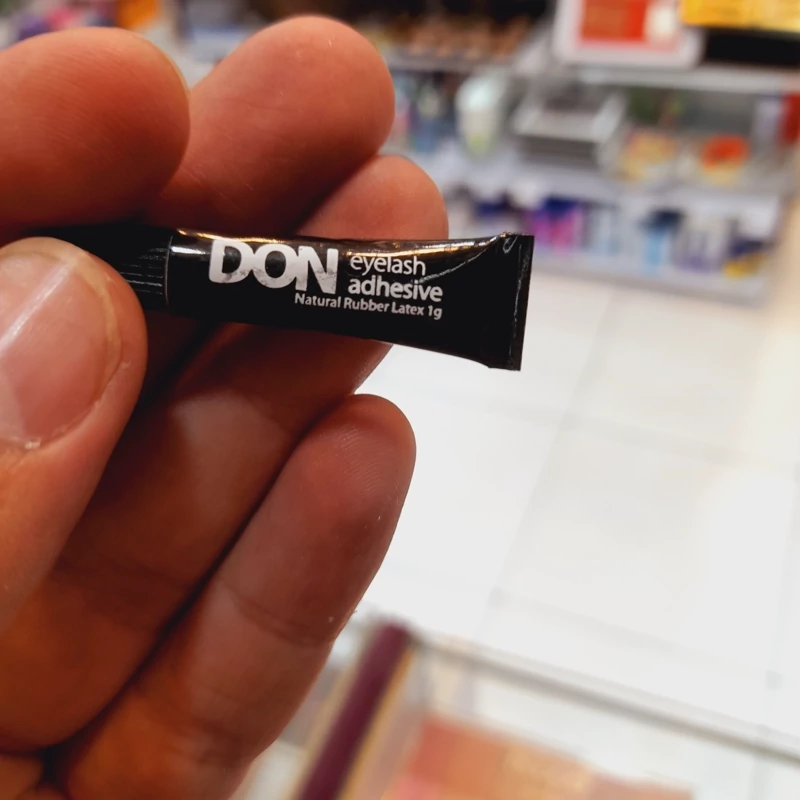 DON eyelash
adhesive
Natural Rubber Latex 1g